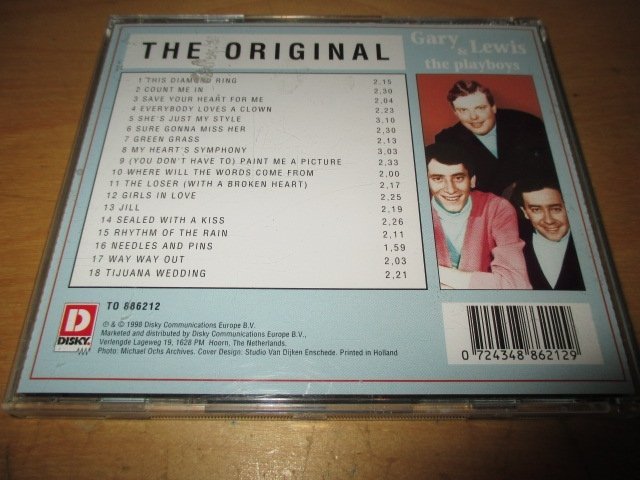 THE ORIGINAL
Gary & Lewis
the playboys
1 THIS DIAMOND RING 2,15
2 COUNT ME IN 2,30
3 SAVE YOUR HEART FOR ME 2,04
4 EVERYBODY LOVES A CLOWN 2,23
5 SHE'S JUST MY STYLE 3,10
6 SURE GONNA MISS HER 2,30
7 GREEN GRASS 2,13
8 MY HEART'S SYMPHONY 3,03
9 (YOU DON'T HAVE TO) PAINT ME A PICTURE 2,33
10 WHERE WILL THE WORDS COME FROM 2,00
11 THE LOSER (WITH A BROKEN HEART) 2,17
12 GIRLS IN LOVE 2,25
13 JILL 2,19
14 SEALED WITH A KISS 2,26
15 RHYTHM OF THE RAIN 2,11
16 NEEDLES AND PINS 1,59
17 WAY WAY OUT 2,03
18 TIJUANA WEDDING 2,21
TO 886212
D
DISKY
℗ & © 1998 Disky Communications Europe B.V.
Marketed and distributed by Disky Communications Europe B.V.,
Verlengde Lageweg 19, 1628 PM Hoorn, The Netherlands.
Photo: Michael Ochs Archives. Cover Design: Studio Van Dijken Enschede. Printed in Holland
0 724348 862129